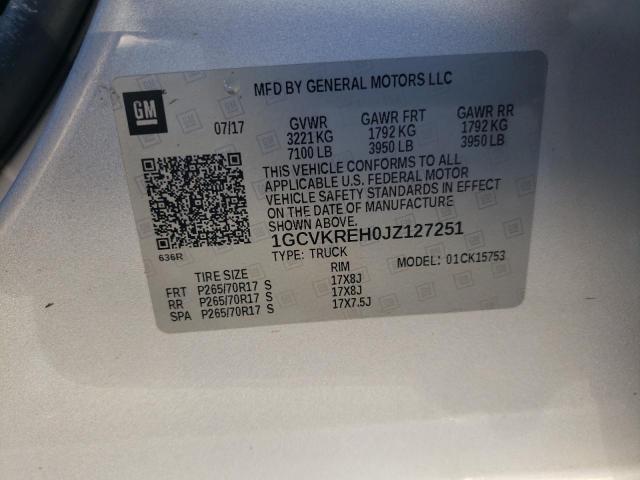 GM
MFD BY GENERAL MOTORS LLC
07/17
GVWR GAWR FRT GAWR RR
3221 KG 1792 KG 1792 KG
7100 LB 3950 LB 3950 LB
THIS VEHICLE CONFORMS TO ALL
APPLICABLE U.S. FEDERAL MOTOR
VEHICLE SAFETY STANDARDS IN EFFECT
ON THE DATE OF MANUFACTURE
SHOWN ABOVE.
1GCVKREH0JZ127251
636R
TYPE: TRUCK MODEL: 01CK15753
TIRE SIZE RIM
FRT P265/70R17 S 17X8J
RR P265/70R17 S 17X8J
SPA P265/70R17 S 17X7.5J